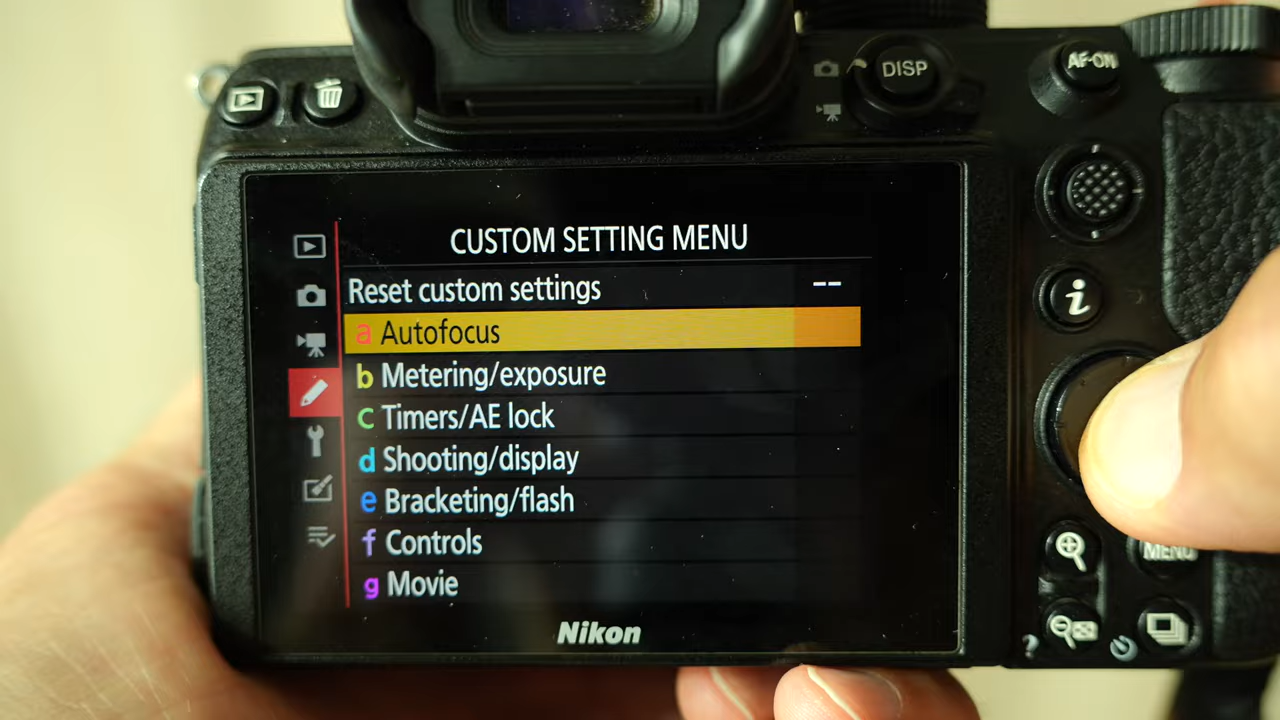 DISP
AF-ON
CUSTOM SETTING MENU
Reset custom settings --
a Autofocus
b Metering/exposure
c Timers/AE lock
d Shooting/display
e Bracketing/flash
f Controls
g Movie
i
MENU
Nikon
?